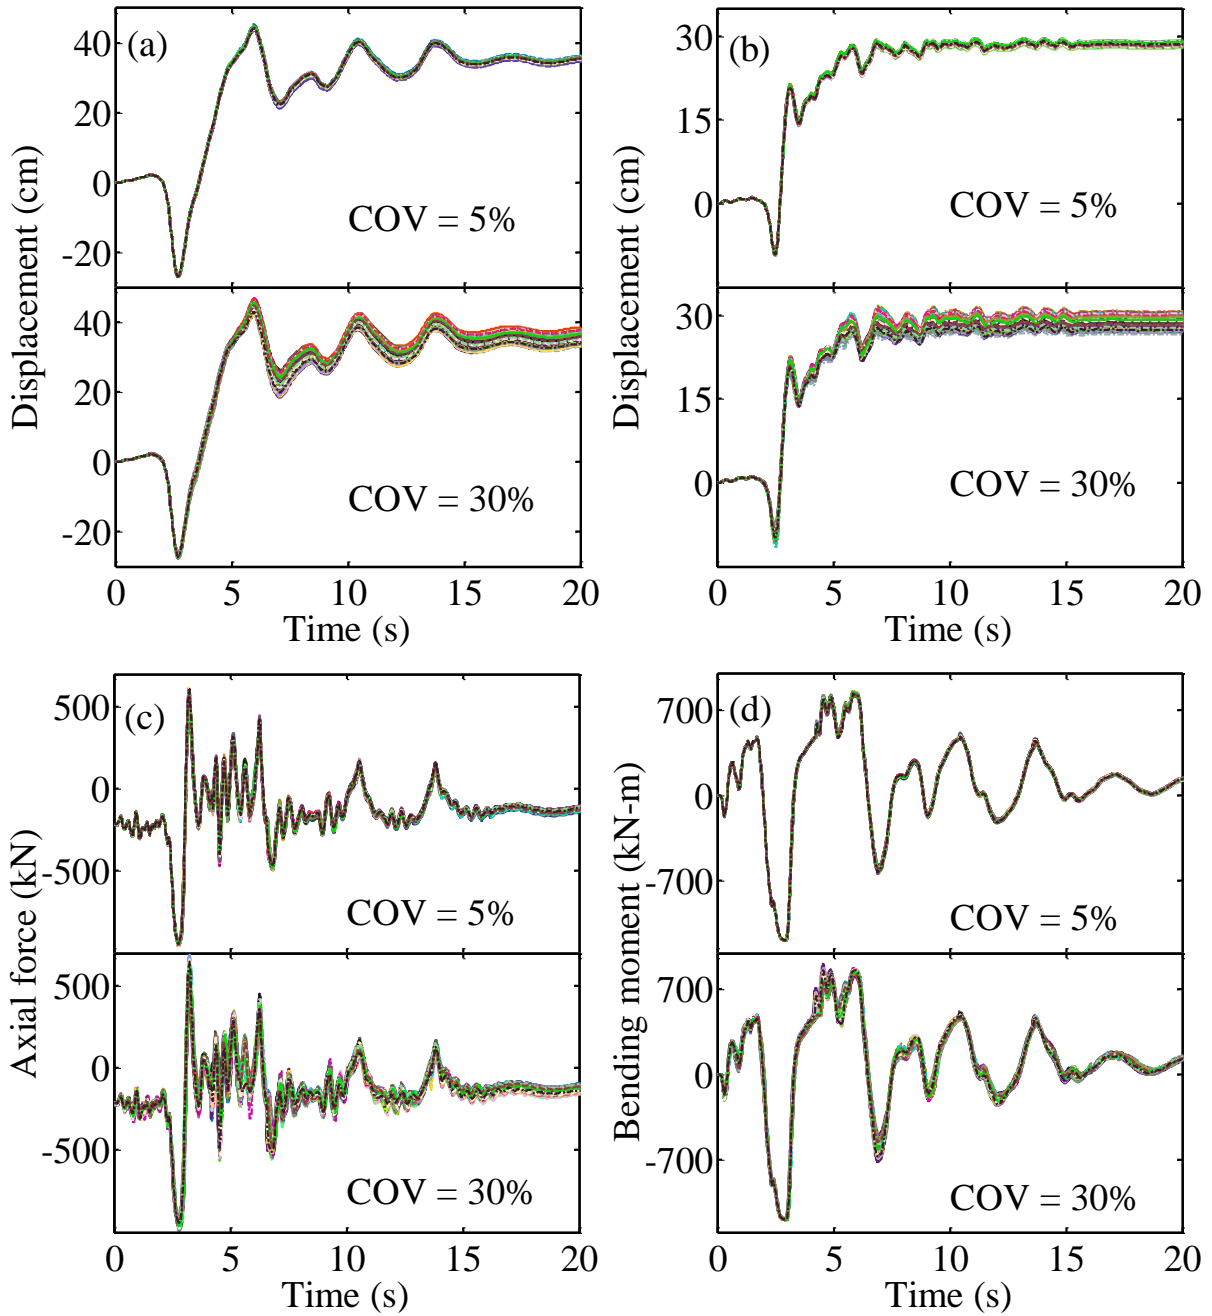 (a)
40
20
0
-20
COV = 5%
Displacement (cm)
40
20
0
-20
COV = 30%
0 5 10 15 20
Time (s)
(b)
30
15
0
COV = 5%
Displacement (cm)
30
15
0
COV = 30%
0 5 10 15 20
Time (s)
(c)
500
0
-500
COV = 5%
Axial force (kN)
500
0
-500
COV = 30%
0 5 10 15 20
Time (s)
(d)
700
0
-700
COV = 5%
Bending moment (kN-m)
700
0
-700
COV = 30%
0 5 10 15 20
Time (s)